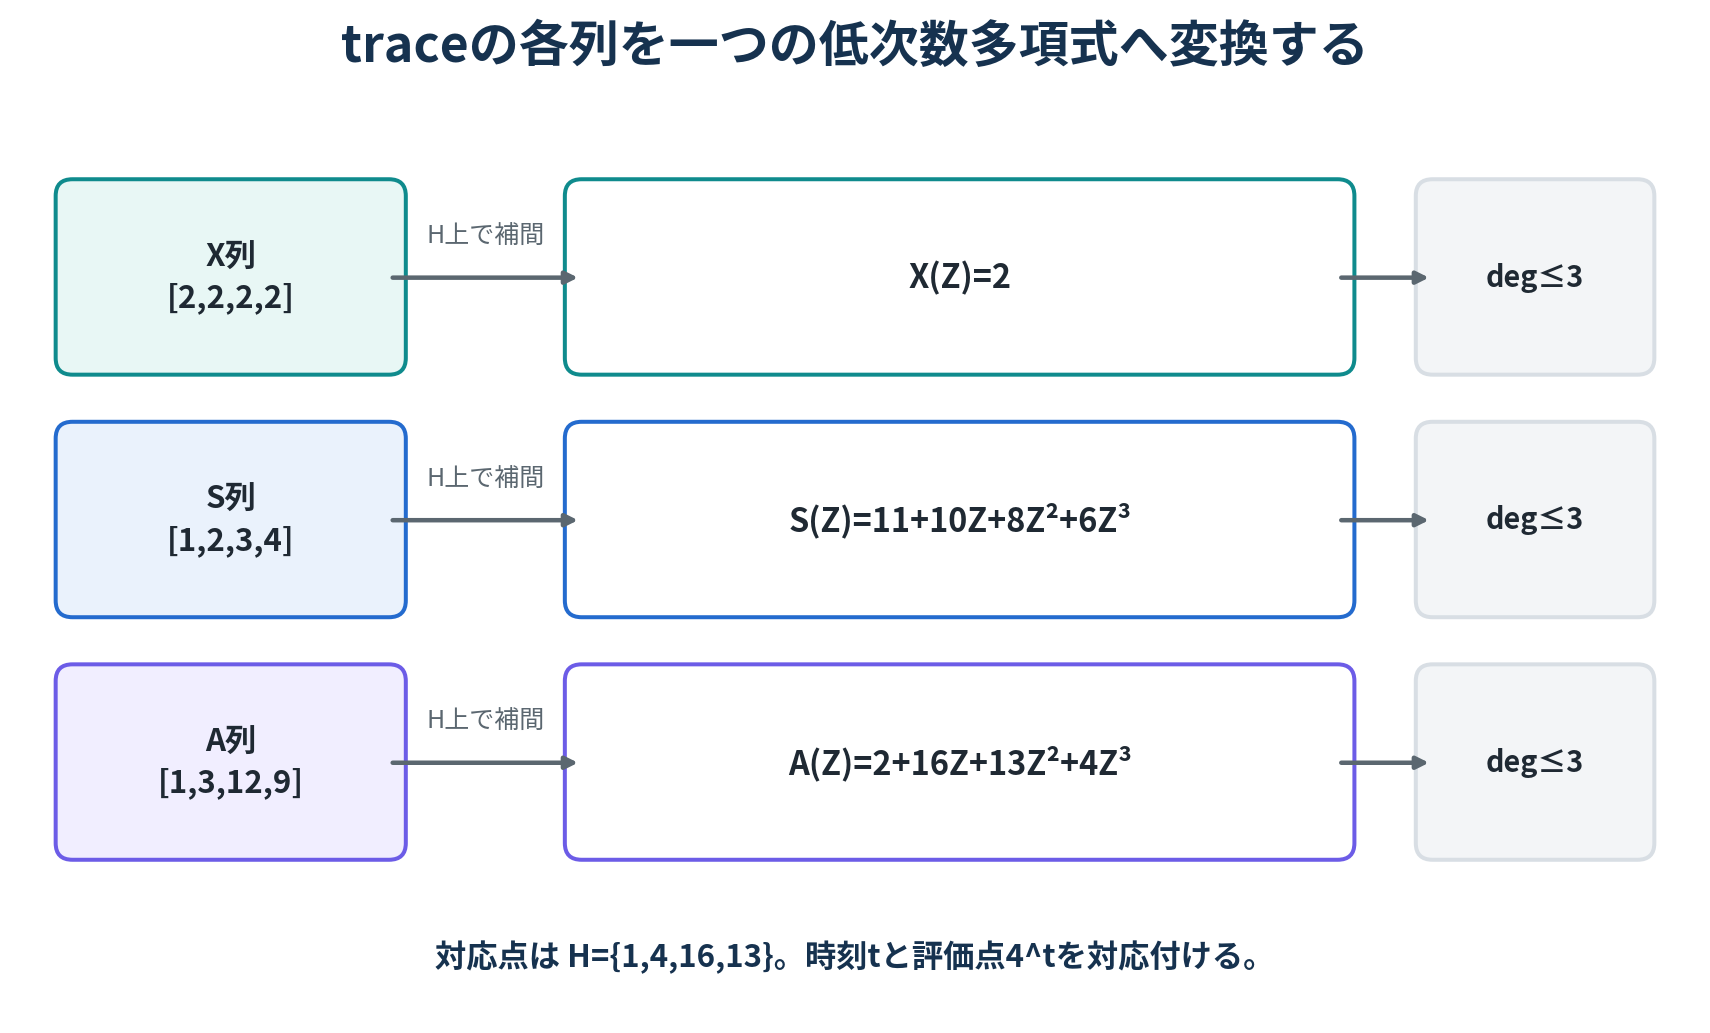 traceの各列を一つの低次数多項式へ変換する
X列
[2,2,2,2]
H上で補間
X(Z)=2
deg≤3
S列
[1,2,3,4]
H上で補間
S(Z)=11+10Z+8Z²+6Z³
deg≤3
A列
[1,3,12,9]
H上で補間
A(Z)=2+16Z+13Z²+4Z³
deg≤3
対応点は H={1,4,16,13}。時刻tと評価点4^tを対応付ける。